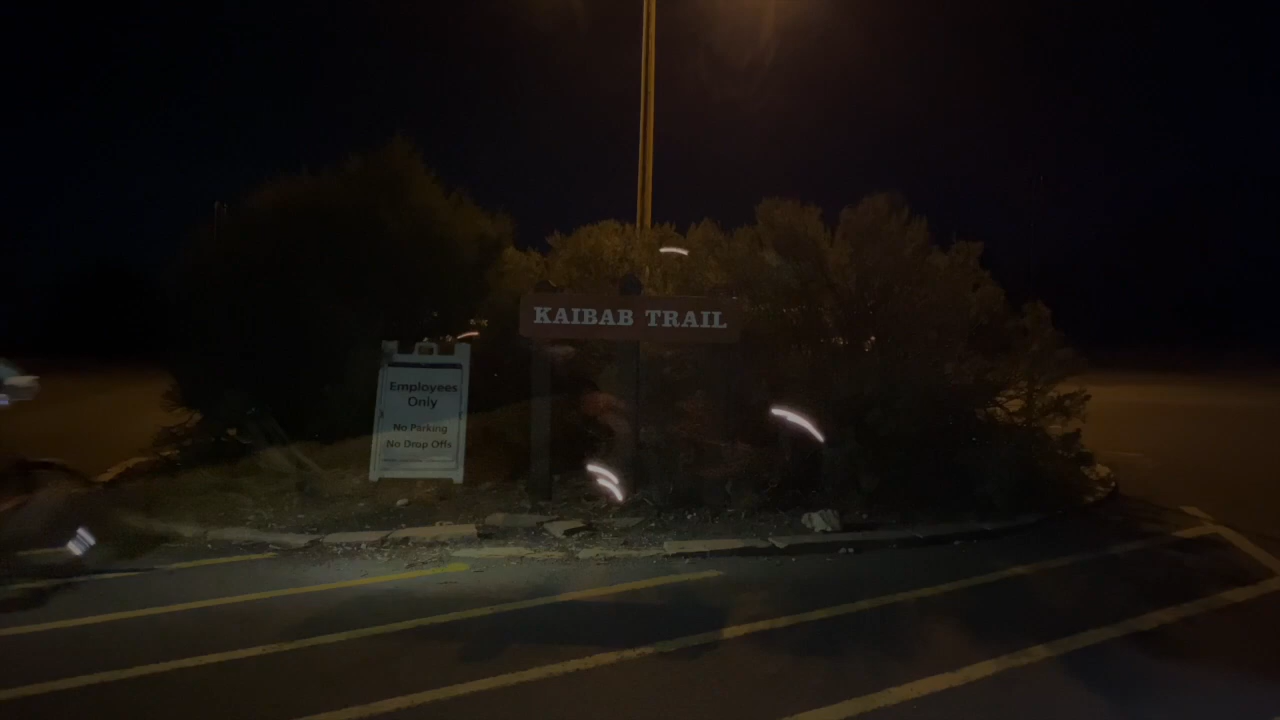 KAIBAB TRAIL
Employees
Only
No Parking
No Drop Offs